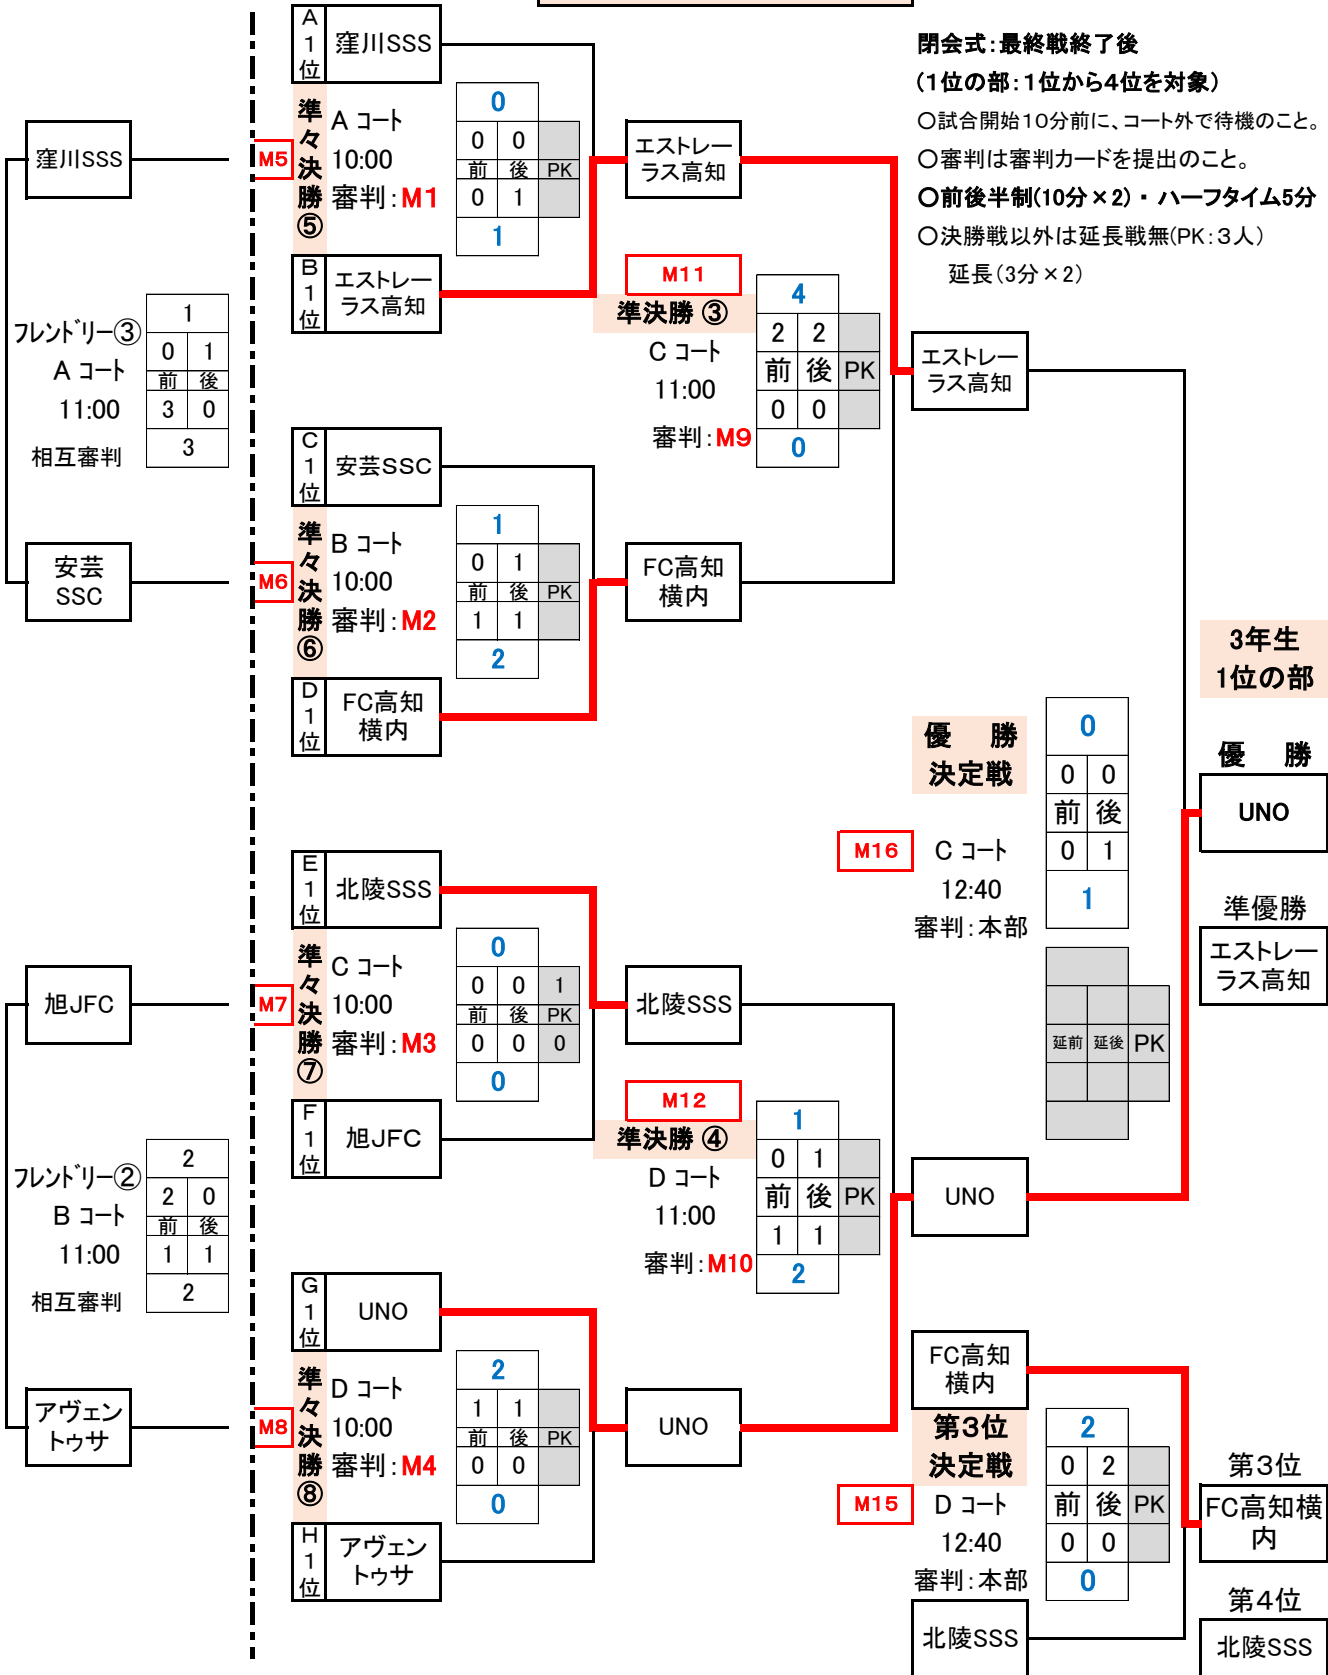 閉会式：最終戦終了後
(1位の部：1位から4位を対象)
○試合開始10分前に、コート外で待機のこと。
○審判は審判カードを提出のこと。
○前後半制(10分×2)・ハーフタイム5分
○決勝戦以外は延長戦無(PK：3人)
延長(3分×2)
窪川SSS
フレンドリー③
Aコート
11:00
相互審判
1
0 1
前 後
3 0
3
安芸
SSC
旭JFC
フレンドリー②
Bコート
11:00
相互審判
2
2 0
前 後
1 1
2
アヴェン
トゥサ
A1位
窪川SSS
M5
準々決勝⑤
Aコート
10:00
審判：M1
0
0 0
前 後 PK
0 1
1
B1位
エストレー
ラス高知
C1位
安芸SSC
M6
準々決勝⑥
Bコート
10:00
審判：M2
1
0 1
前 後 PK
1 1
2
D1位
FC高知
横内
E1位
北陵SSS
M7
準々決勝⑦
Cコート
10:00
審判：M3
0
0 0 1
前 後 PK
0 0 0
0
F1位
旭JFC
G1位
UNO
M8
準々決勝⑧
Dコート
10:00
審判：M4
2
1 1
前 後 PK
0 0
0
H1位
アヴェン
トゥサ
エストレー
ラス高知
M11
準決勝 ③
Cコート
11:00
審判：M9
4
2 2
前 後 PK
0 0
0
FC高知
横内
北陵SSS
M12
準決勝 ④
Dコート
11:00
審判：M10
1
0 1
前 後 PK
1 1
2
UNO
エストレー
ラス高知
優 勝
決定戦
M16
Cコート
12:40
審判：本部
0
0 0
前 後
0 1
1
延前 延後 PK
UNO
FC高知
横内
第3位
決定戦
M15
Dコート
12:40
審判：本部
2
0 2
前 後 PK
0 0
0
北陵SSS
3年生
1位の部
優 勝
UNO
準優勝
エストレー
ラス高知
第3位
FC高知横
内
第4位
北陵SSS